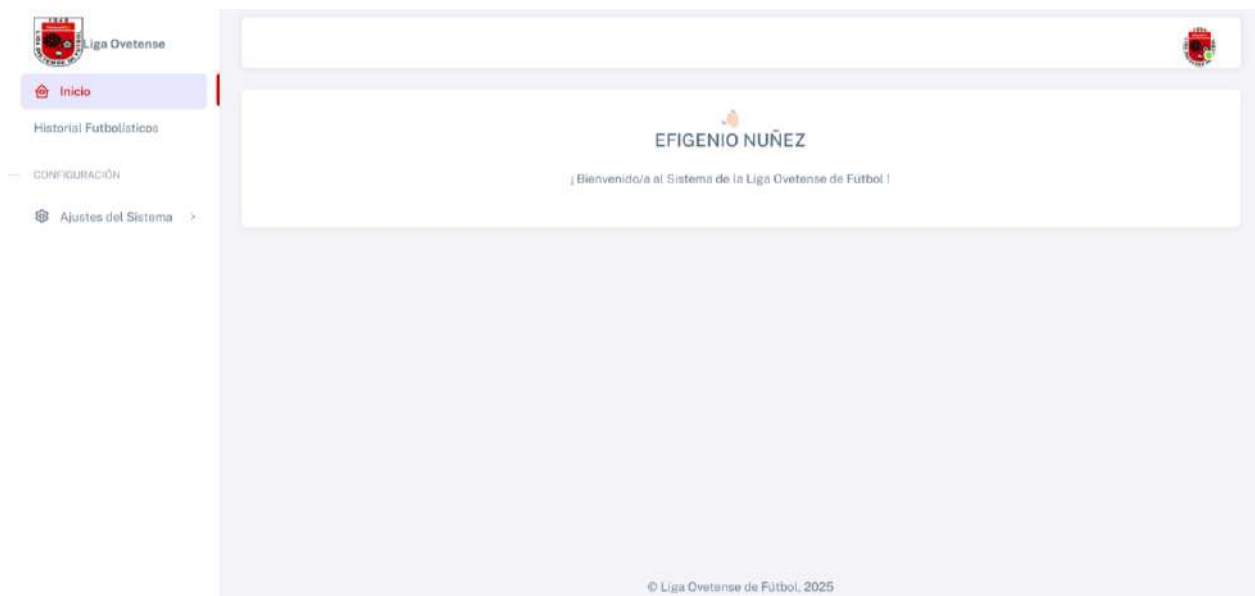 1948
Liga Ovetense
Inicio
Historial Futbolísticos
CONFIGURACIÓN
Ajustes del Sistema
EFIGENIO NUÑEZ
¡ Bienvenido/a al Sistema de la Liga Ovetense de Fútbol !
© Liga Ovetense de Fútbol, 2025